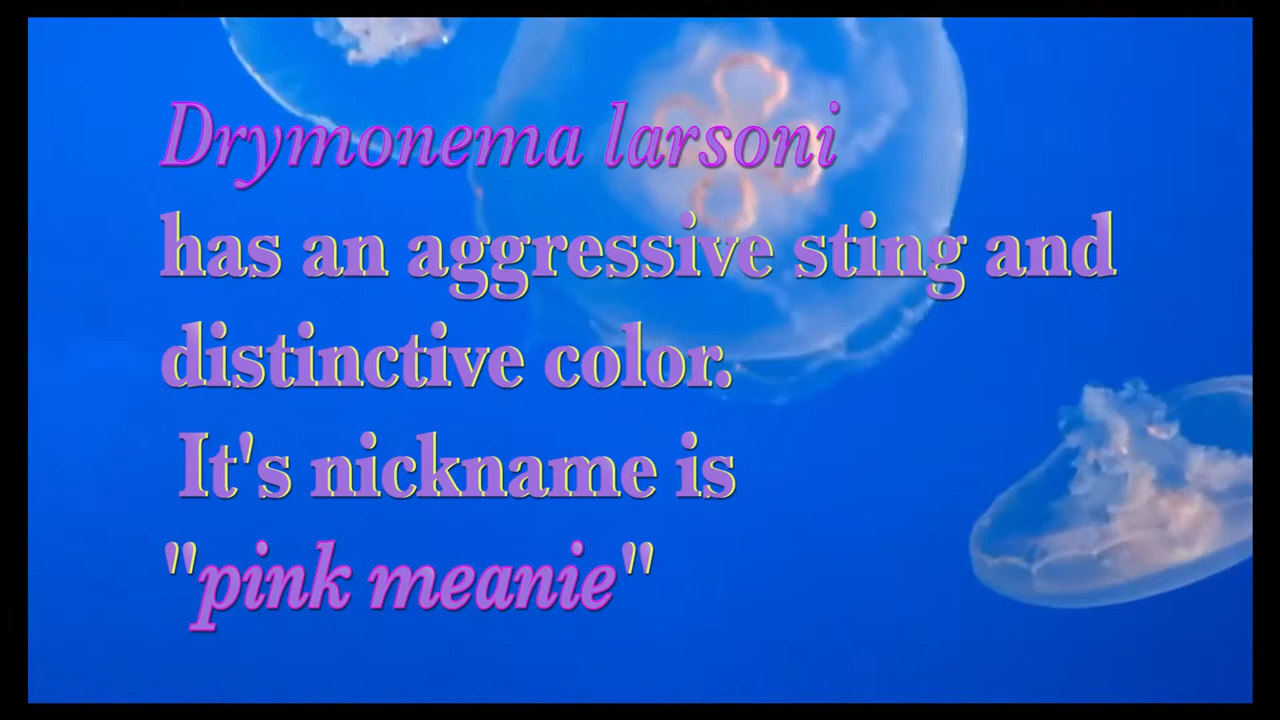 Drymonema larsoni
has an aggressive sting and
distinctive color.
It's nickname is
"pink meanie"